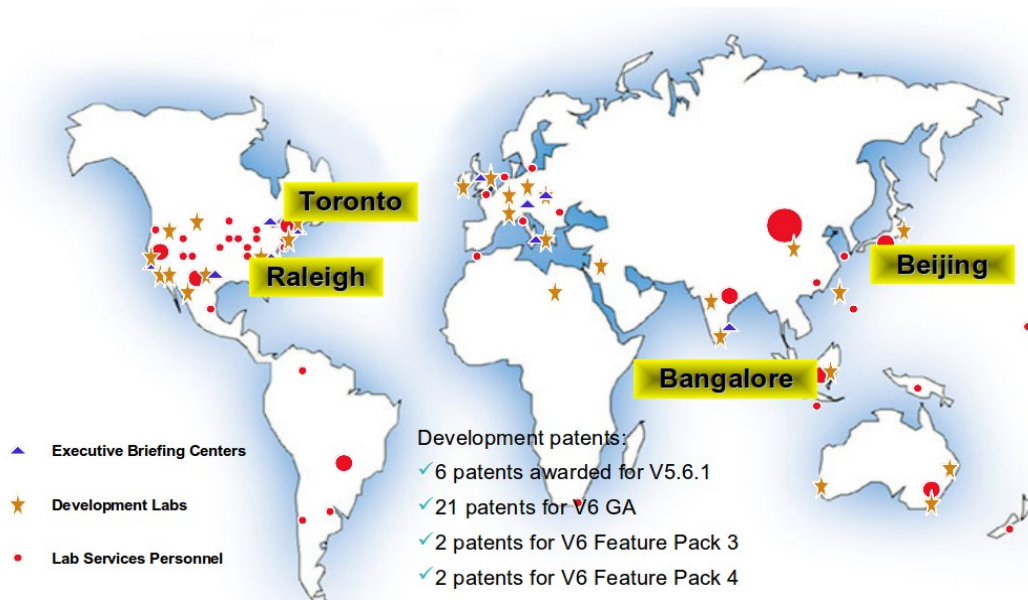 Toronto
Raleigh
Beijing
Bangalore
Executive Briefing Centers
Development Labs
Lab Services Personnel
Development patents:
✓6 patents awarded for V5.6.1
✓21 patents for V6 GA
✓2 patents for V6 Feature Pack 3
✓2 patents for V6 Feature Pack 4